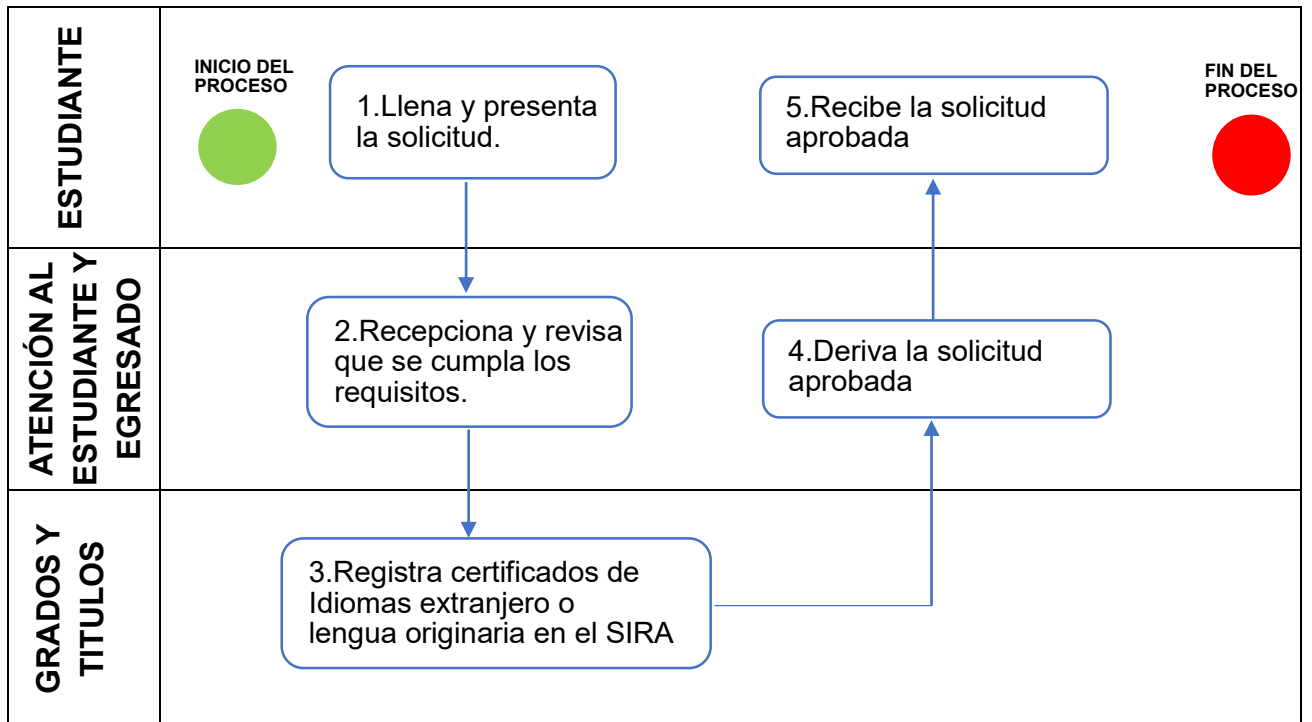 ESTUDIANTE
INICIO DEL
PROCESO
1.Llena y presenta
la solicitud.
5.Recibe la solicitud
aprobada
FIN DEL
PROCESO
ATENCIÓN AL
ESTUDIANTE Y
EGRESADO
2.Recepciona y revisa
que se cumpla los
requisitos.
4.Deriva la solicitud
aprobada
GRADOS Y
TITULOS
3.Registra certificados de
Idiomas extranjero o
lengua originaria en el SIRA